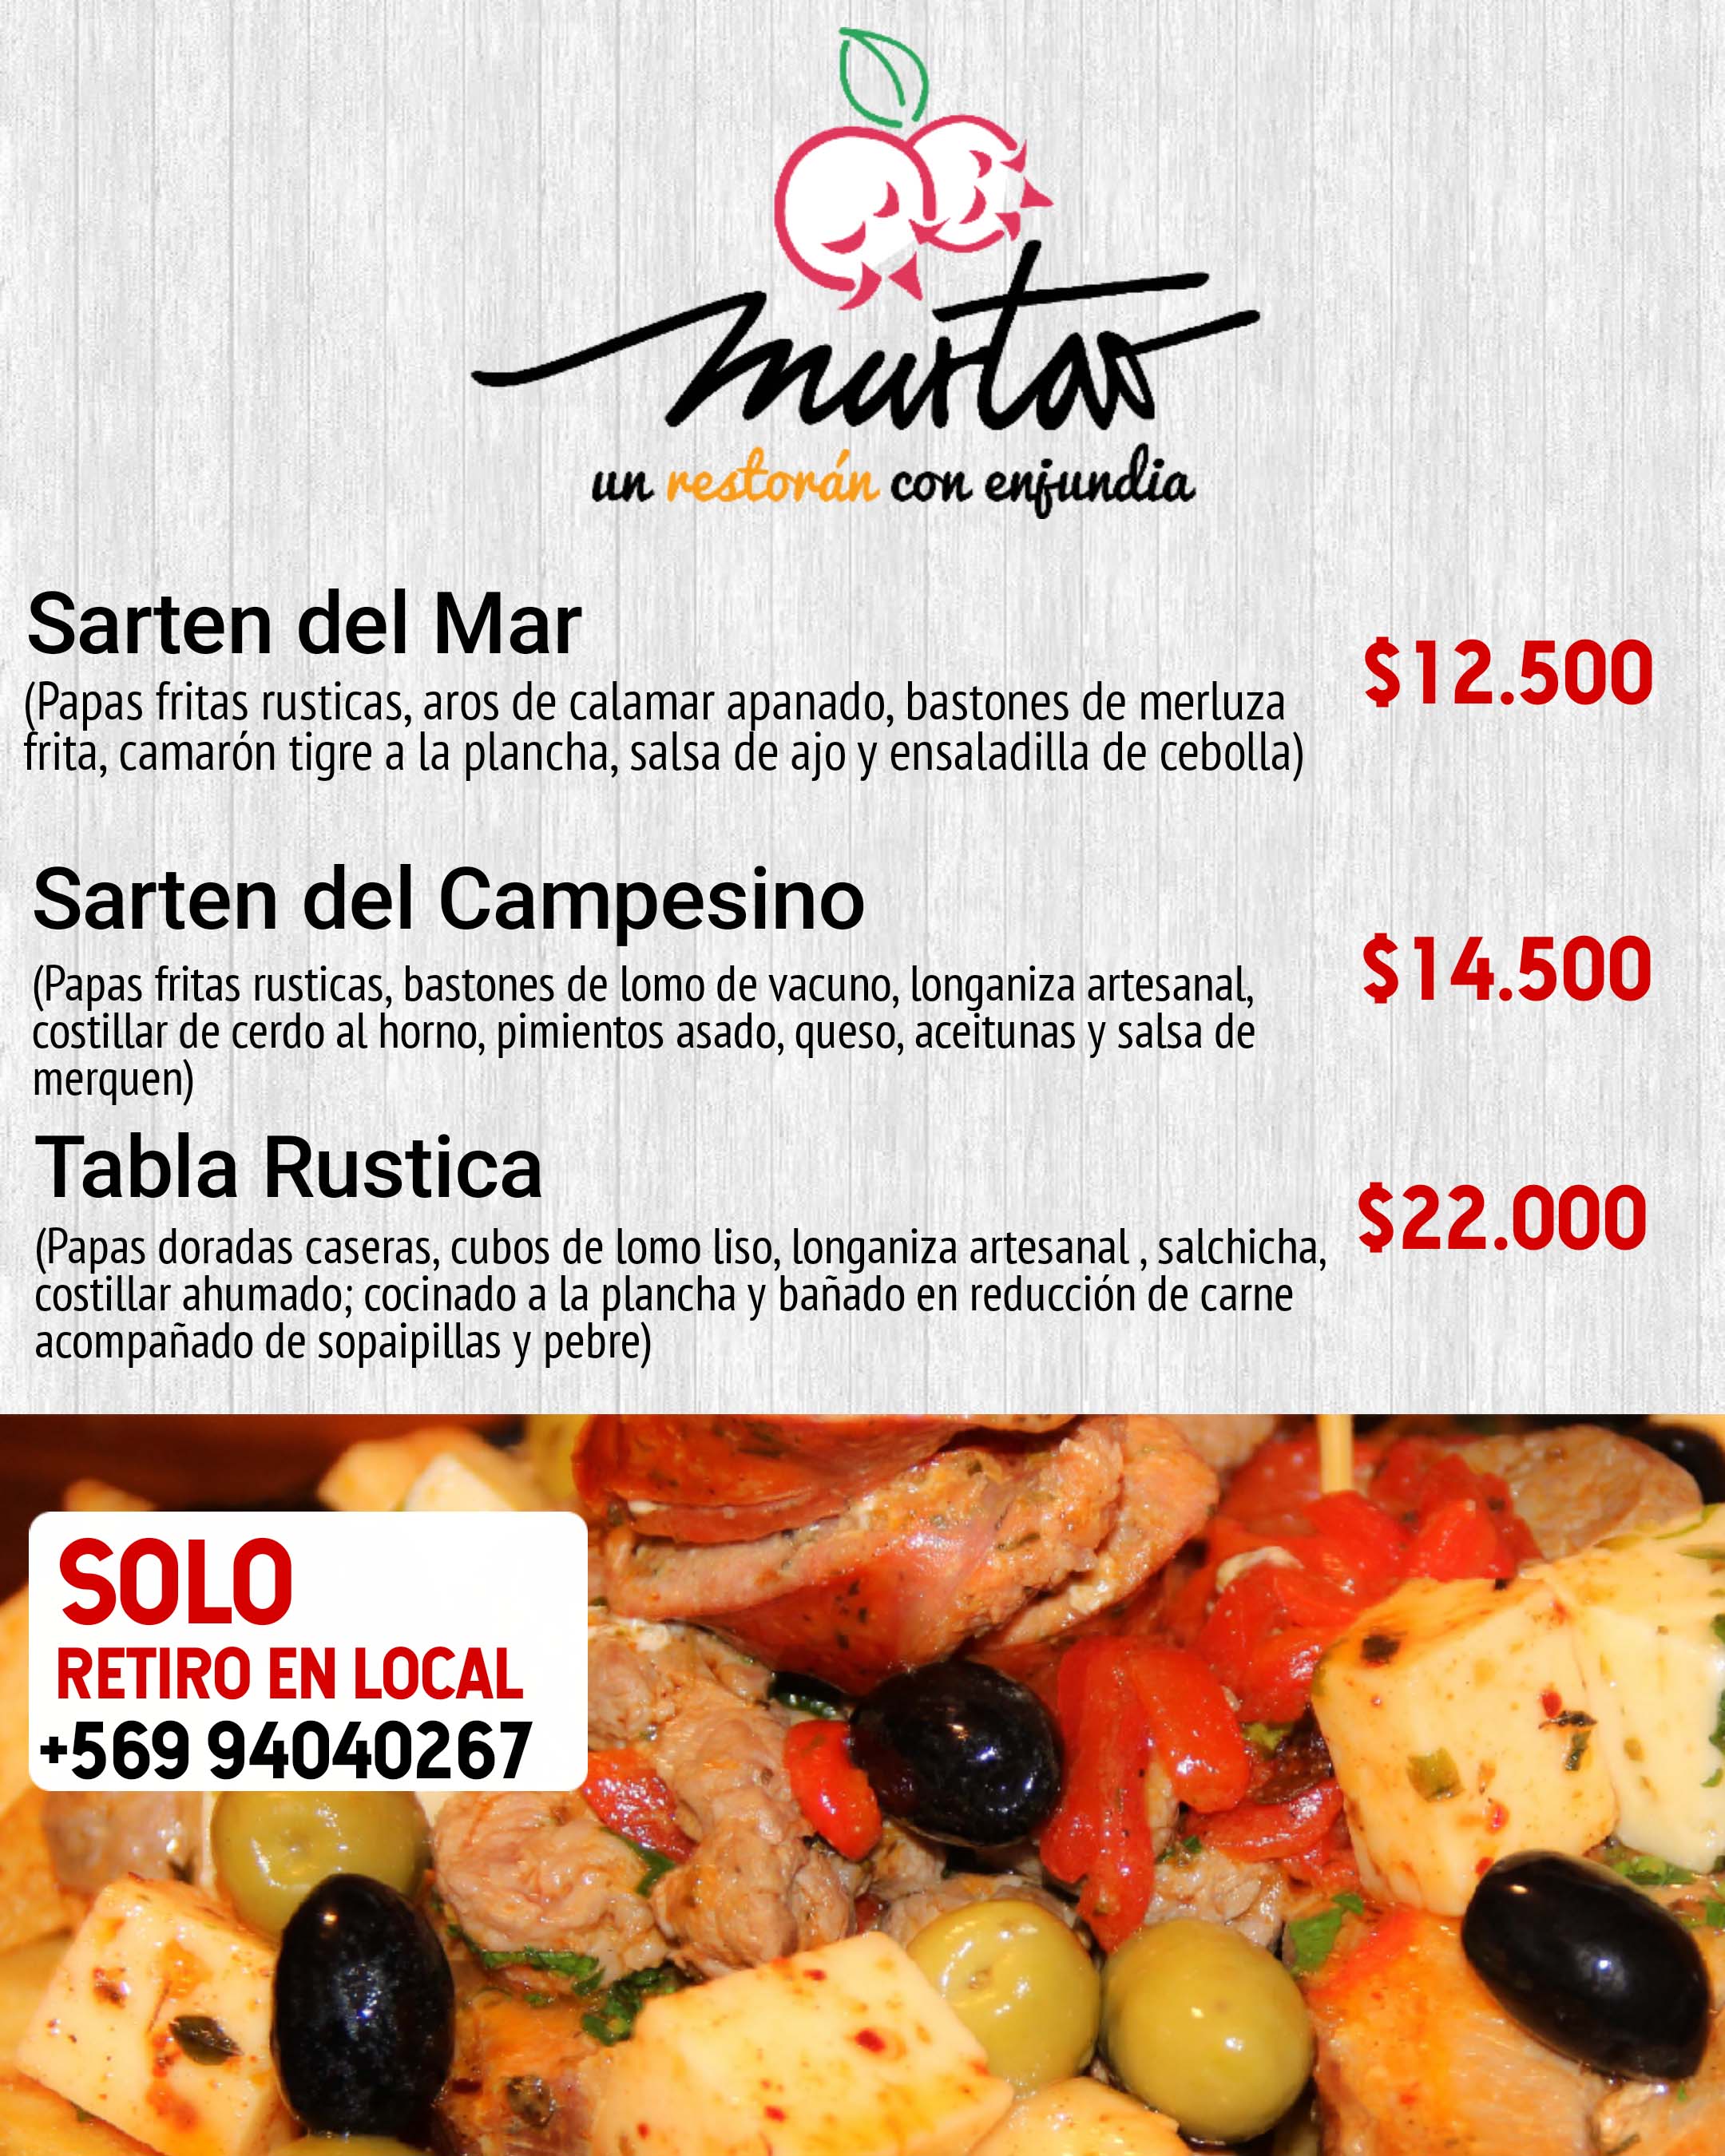 murtas
un restorán con enjundia
Sarten del Mar
$12.500
(Papas fritas rusticas, aros de calamar apanado, bastones de merluza
frita, camarón tigre a la plancha, salsa de ajo y ensaladilla de cebolla)
Sarten del Campesino
$14.500
(Papas fritas rusticas, bastones de lomo de vacuno, longaniza artesanal,
costillar de cerdo al horno, pimientos asado, queso, aceitunas y salsa de
merquen)
Tabla Rustica
$22.000
(Papas doradas caseras, cubos de lomo liso, longaniza artesanal , salchicha,
costillar ahumado; cocinado a la plancha y bañado en reducción de carne
acompañado de sopaipillas y pebre)
SOLO
RETIRO EN LOCAL
+569 94040267